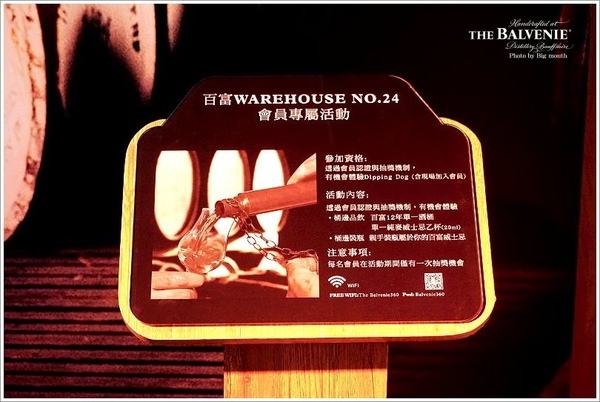 Handcrafted at
THE BALVENIE®
Distillery Banffshire
Photo by Big mouth
百富WAREHOUSE NO.24
會員專屬活動
參加資格:
透過會員認證與抽獎機制,
有機會體驗Dipping Dog (含現場加入會員)
活動內容:
透過會員認證與抽獎機制,有機會體驗
•桶邊品飲 百富12年單一酒桶
單一純麥威士忌乙杯(20ml)
•桶邊裝瓶 親手裝瓶屬於你的百富威士忌
注意事項:
每名會員在活動期間僅有一次抽獎機會
WiFi
FREE WIFI:The Balvenie360 Psod:Balvenie360